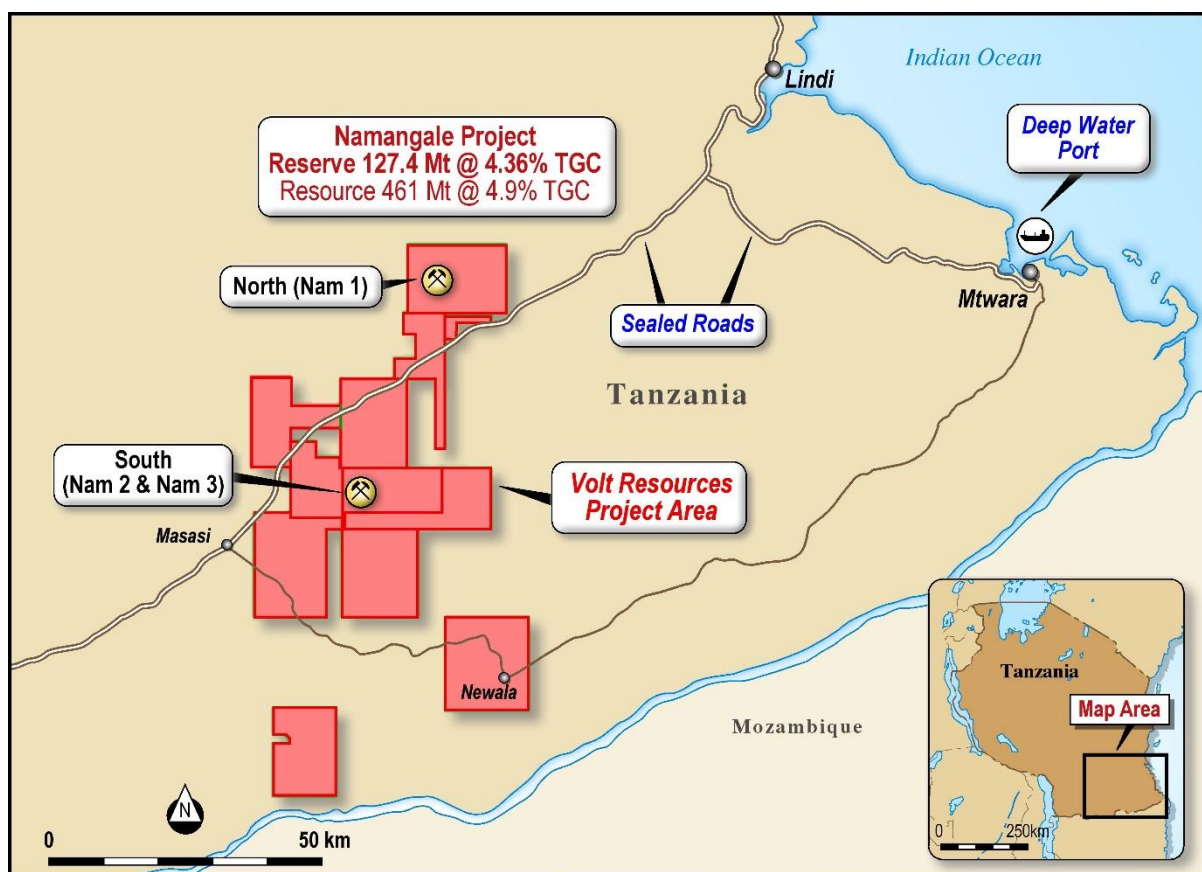 Indian Ocean
Lindi
Namangale Project
Reserve 127.4 Mt @ 4.36% TGC
Resource 461 Mt @ 4.9% TGC
Deep Water
Port
North (Nam 1)
Mtwara
Sealed Roads
Tanzania
South
(Nam 2 & Nam 3)
Volt Resources
Project Area
Masasi
Newala
Mozambique
N
0 50 km
Tanzania
Map Area
0 250km